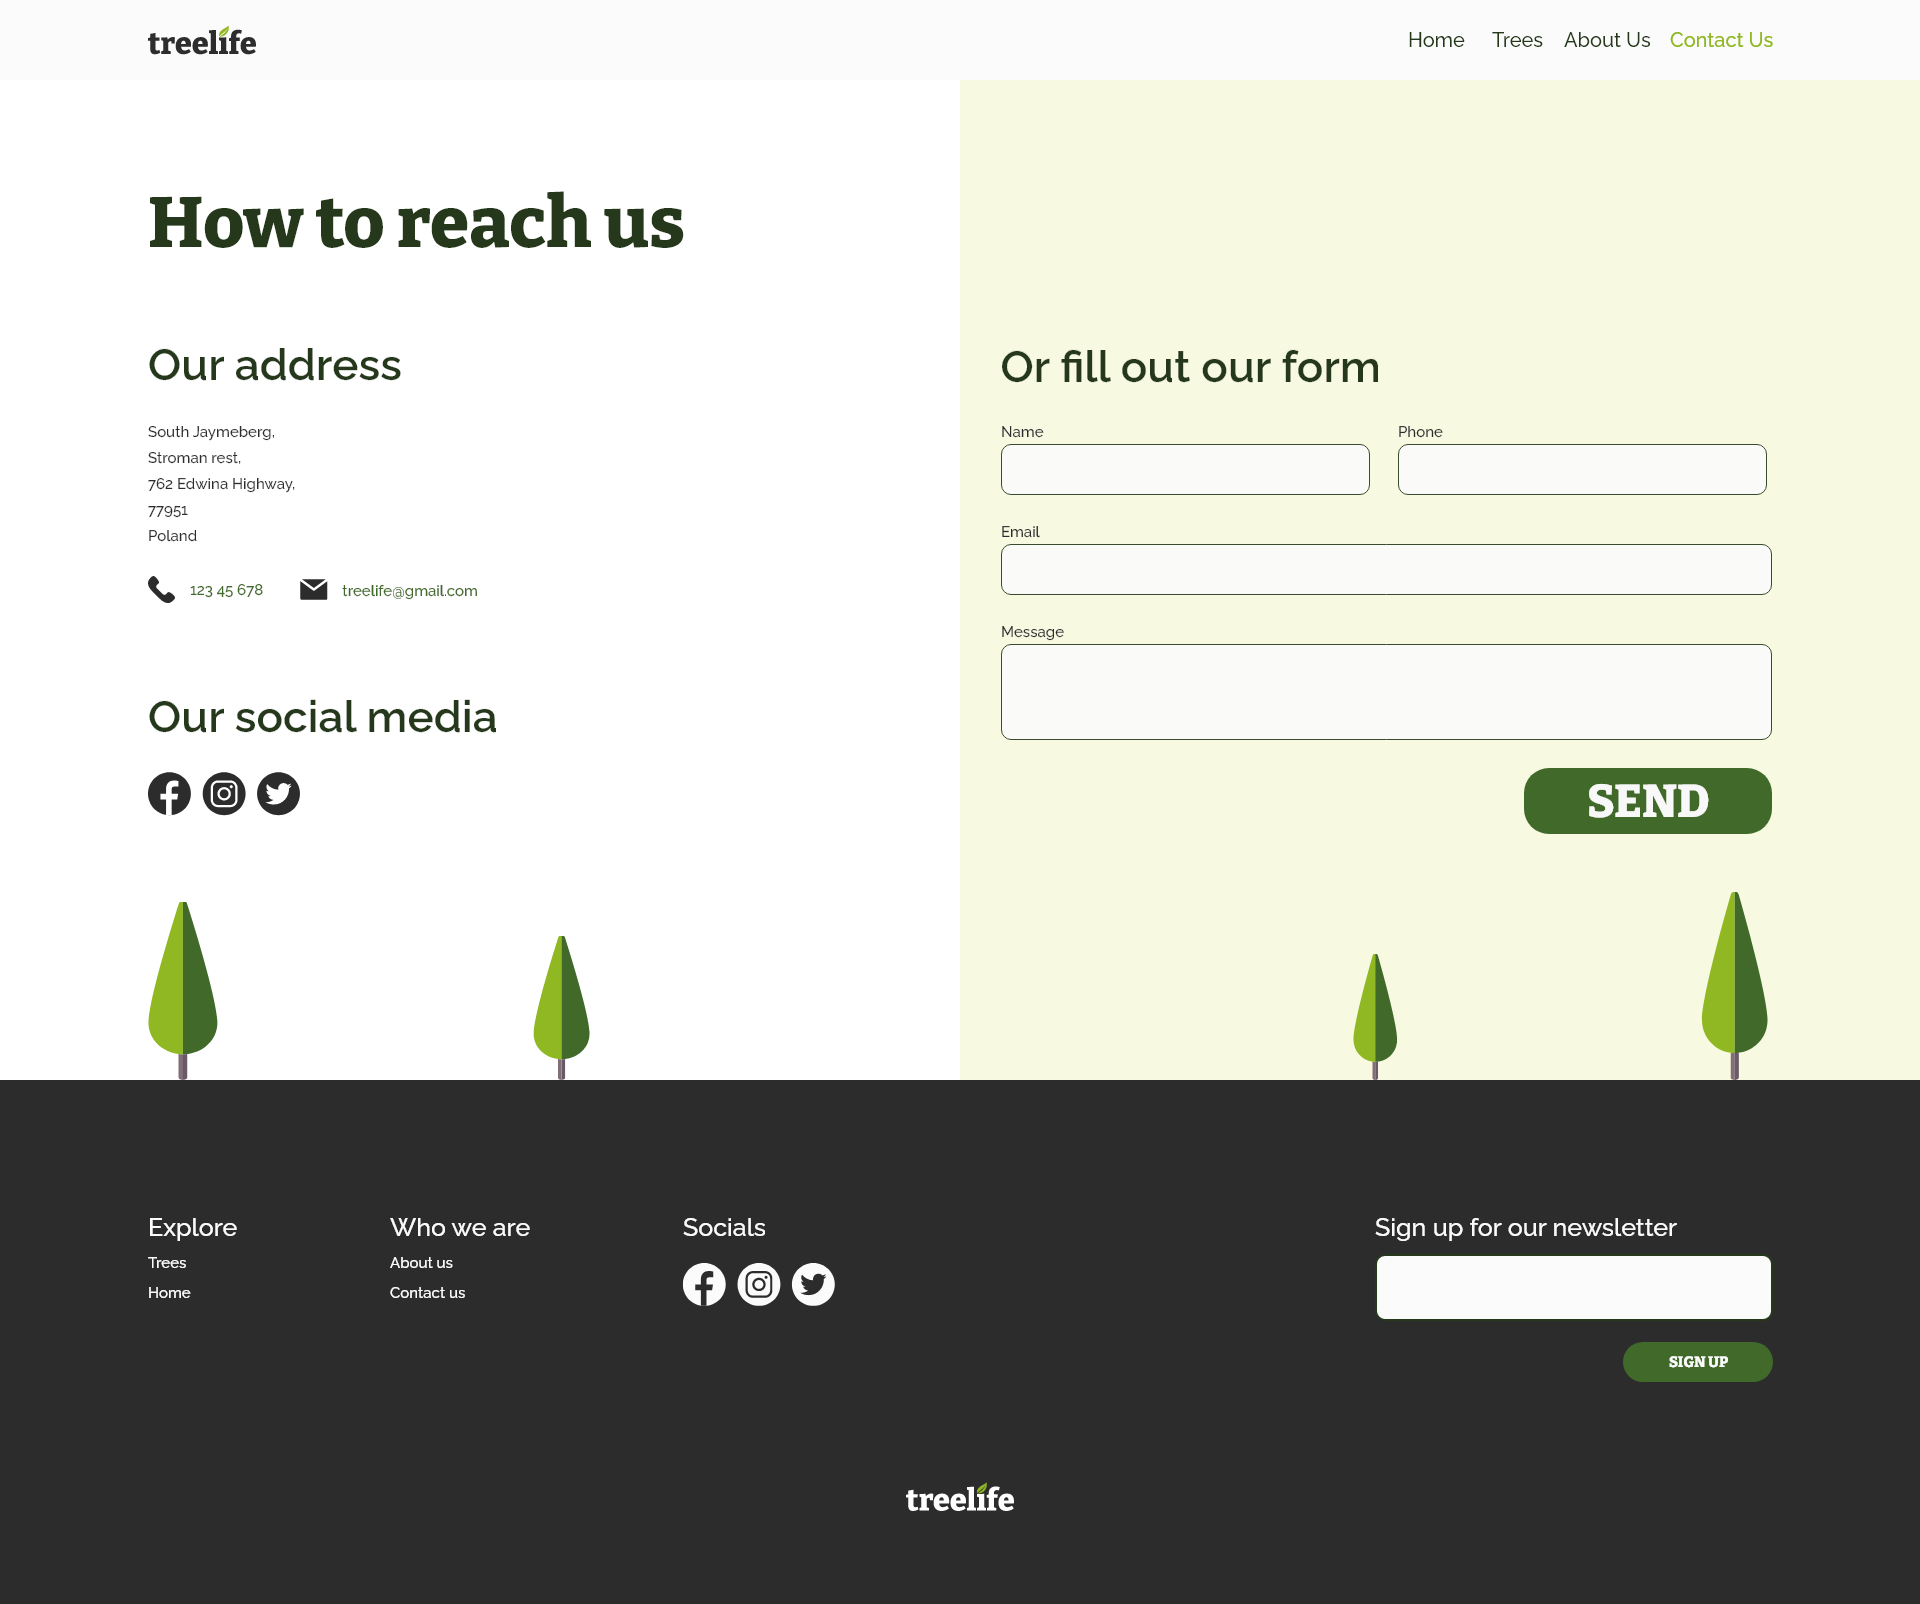 treelife
Home Trees About Us Contact Us
How to reach us
Our address
South Jaymeberg,
Stroman rest,
762 Edwina Highway,
77951
Poland
123 45 678 treelife@gmail.com
Our social media
Or fill out our form
Name Phone
Email
Message
SEND
Explore
Trees
Home
Who we are
About us
Contact us
Socials
Sign up for our newsletter
SIGN UP
treelife